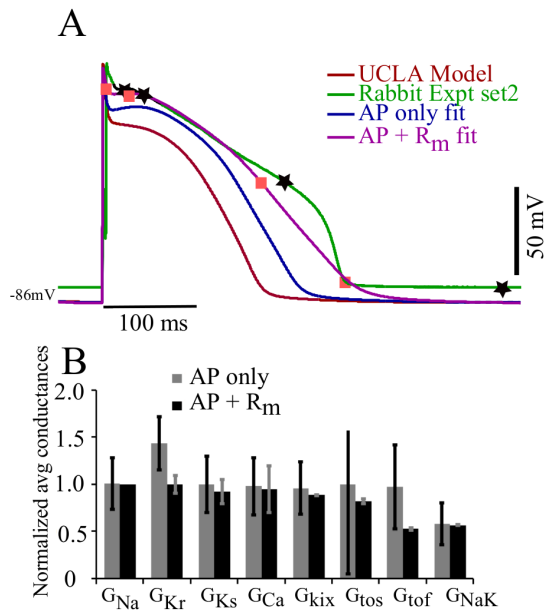 A
UCLA Model
Rabbit Expt set2
AP only fit
AP + Rm fit
50 mV
-86mV
100 ms
B
AP only
AP + Rm
Normalized avg conductances
2.0
1.5
1.0
0.5
0
GNa GKr GKs GCa Gkix Gtos Gtof GNaK